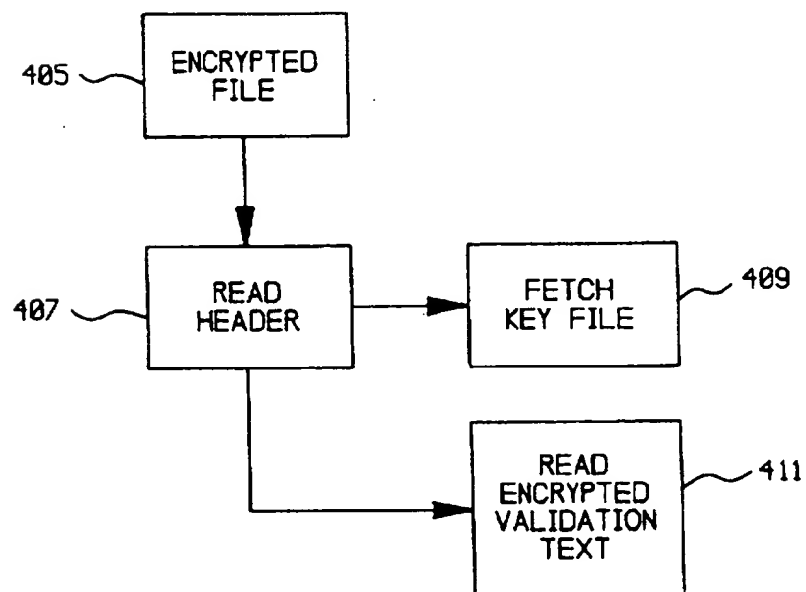 405
ENCRYPTED
FILE
407
READ
HEADER
FETCH
KEY FILE
409
READ
ENCRYPTED
VALIDATION
TEXT
411